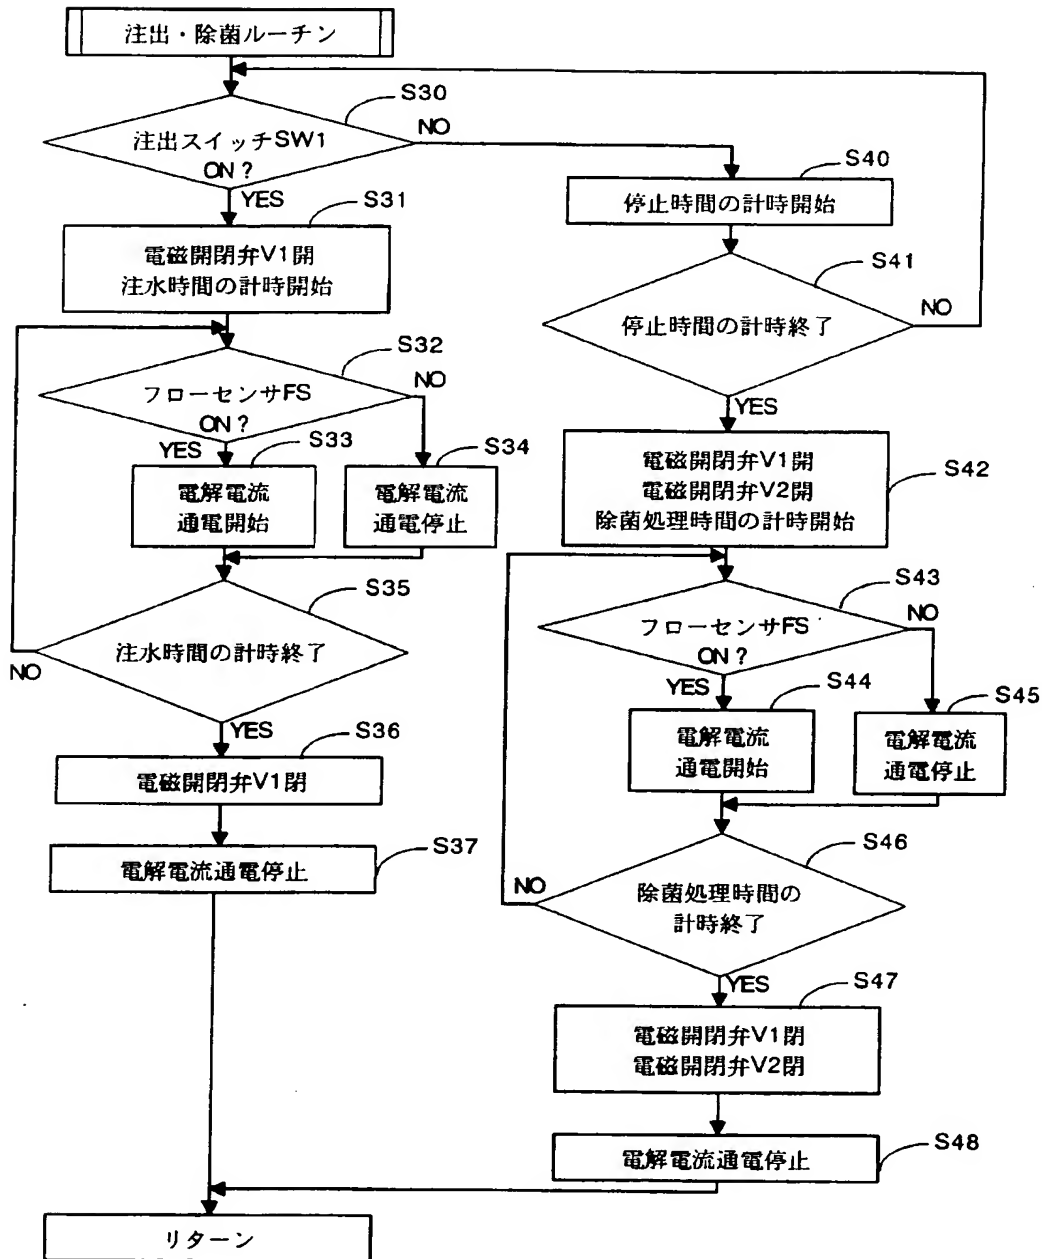 注出・除菌ルーチン
S30
注出スイッチSW1
ON？
NO
YES
S31
電磁開閉弁V1開
注水時間の計時開始
S32
フローセンサFS
ON？
NO
YES
S33
電解電流
通電開始
S34
電解電流
通電停止
S35
注水時間の計時終了
NO
YES
S36
電磁開閉弁V1閉
S37
電解電流通電停止
S40
停止時間の計時開始
S41
停止時間の計時終了
NO
YES
S42
電磁開閉弁V1開
電磁開閉弁V2開
除菌処理時間の計時開始
S43
フローセンサFS
ON？
NO
YES
S44
電解電流
通電開始
S45
電解電流
通電停止
S46
除菌処理時間の
計時終了
NO
YES
S47
電磁開閉弁V1閉
電磁開閉弁V2閉
S48
電解電流通電停止
リターン